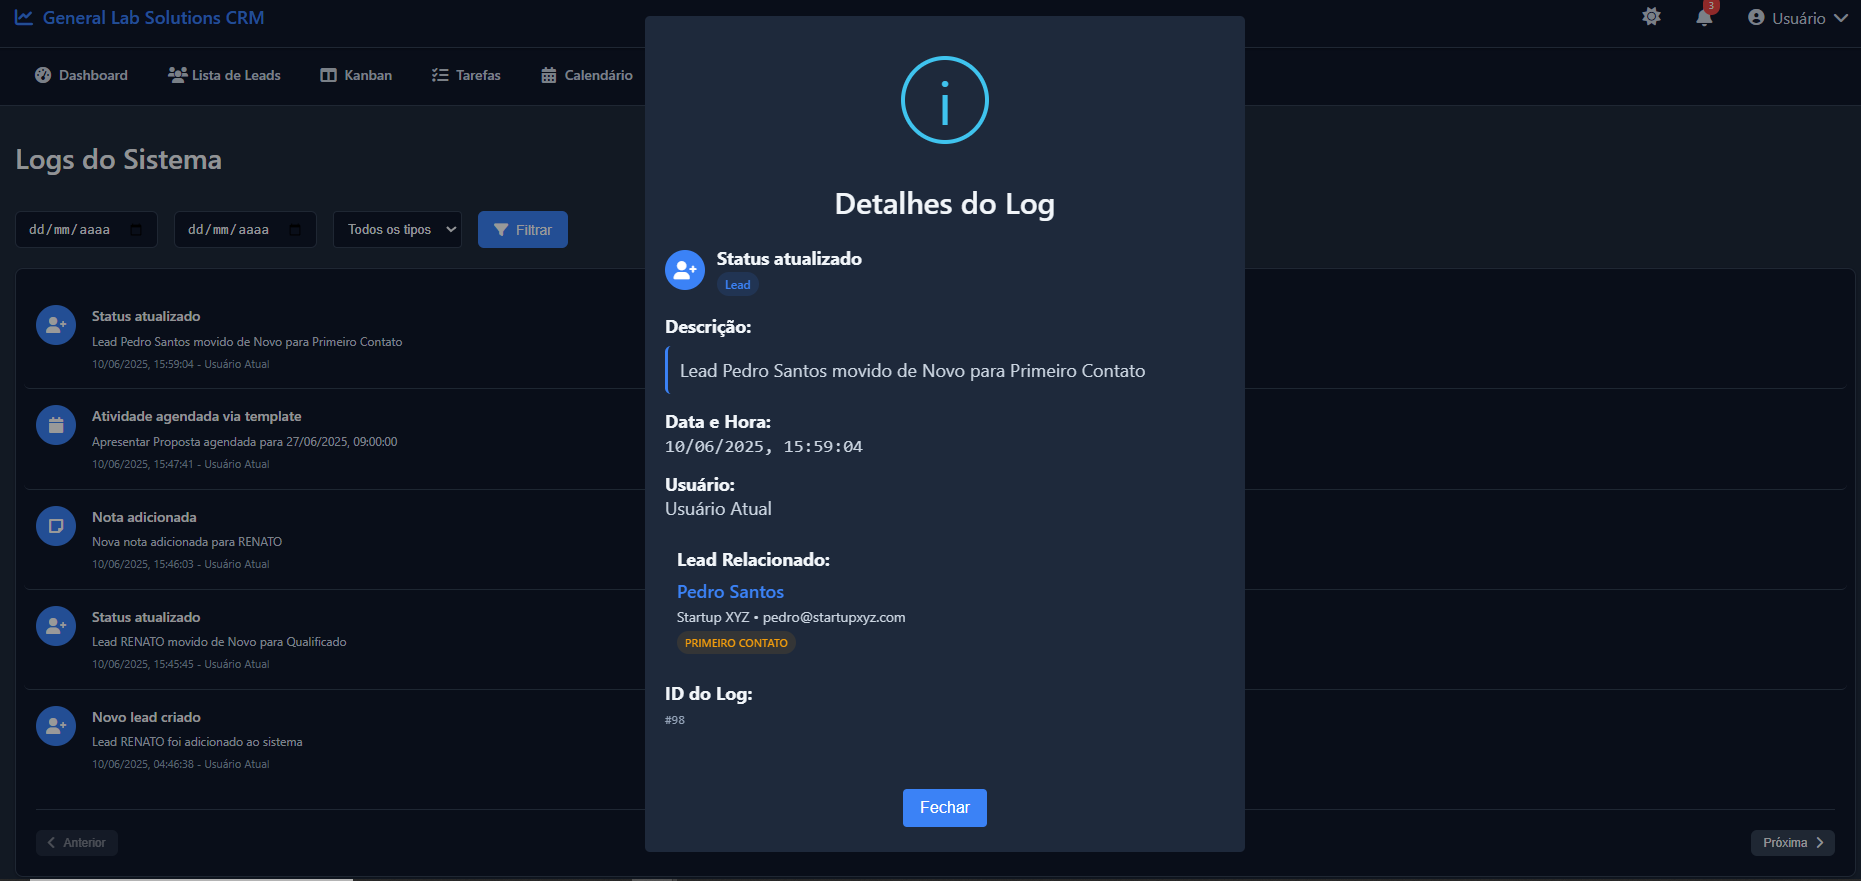 General Lab Solutions CRM
3
Usuário
Dashboard
Lista de Leads
Kanban
Tarefas
Calendário
Logs do Sistema
dd/mm/aaaa
dd/mm/aaaa
Todos os tipos
Filtrar
Status atualizado
Lead Pedro Santos movido de Novo para Primeiro Contato
10/06/2025, 15:59:04 - Usuário Atual
Atividade agendada via template
Apresentar Proposta agendada para 27/06/2025, 09:00:00
10/06/2025, 15:47:41 - Usuário Atual
Nota adicionada
Nova nota adicionada para RENATO
10/06/2025, 15:46:03 - Usuário Atual
Status atualizado
Lead RENATO movido de Novo para Qualificado
10/06/2025, 15:45:45 - Usuário Atual
Novo lead criado
Lead RENATO foi adicionado ao sistema
10/06/2025, 04:46:38 - Usuário Atual
Anterior
Próxima
Detalhes do Log
Status atualizado
Lead
Descrição:
Lead Pedro Santos movido de Novo para Primeiro Contato
Data e Hora:
10/06/2025, 15:59:04
Usuário:
Usuário Atual
Lead Relacionado:
Pedro Santos
Startup XYZ • pedro@startupxyz.com
PRIMEIRO CONTATO
ID do Log:
#98
Fechar